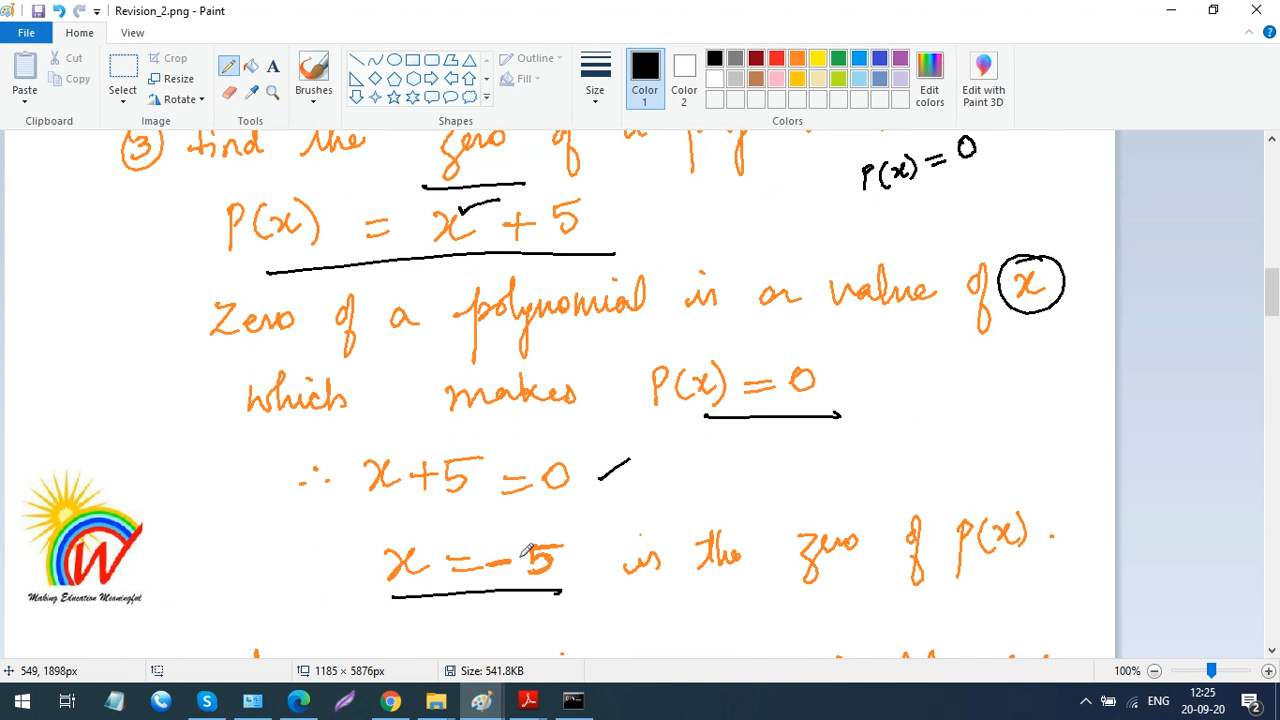 Revision_2.png - Paint
File Home View
Cut
Copy
Paste
Clipboard
Select
Crop
Resize
Rotate
Image
Tools
Brushes
Outline
Fill
Shapes
Size
Color 1
Color 2
Edit colors
Edit with Paint 3D
Colors
③ find the zero of a
P(x) = 0
P(x) = x + 5
Zero of a polynomial is a value of x
which makes P(x) = 0
∴ x + 5 = 0
x = - 5 is the zero of P(x).
W
Making Education Meaningful
549, 1898px
1185 × 5876px
Size: 541.8KB
100%
ENG
12:25
20-09-20
2